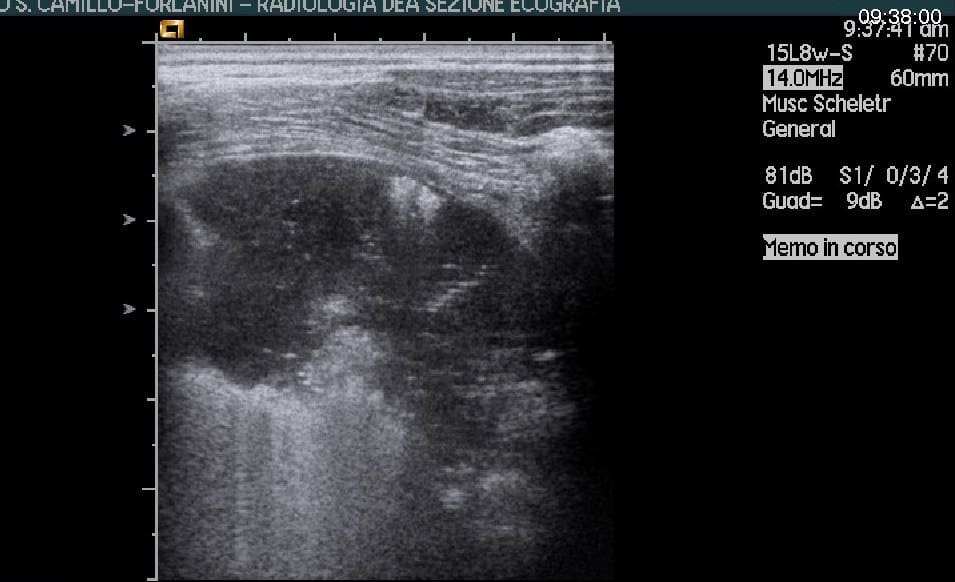 O S. CAMILLO-FORLANINI - RADIOLOGIA DEA SEZIONE ECOGRAFIA
09:38:00
9:37:41 am
15L8w-S #70
14.0MHz 60mm
Musc Scheletr
General
81dB S1/ 0/3/ 4
Guad= 9dB Δ=2
Memo in corso